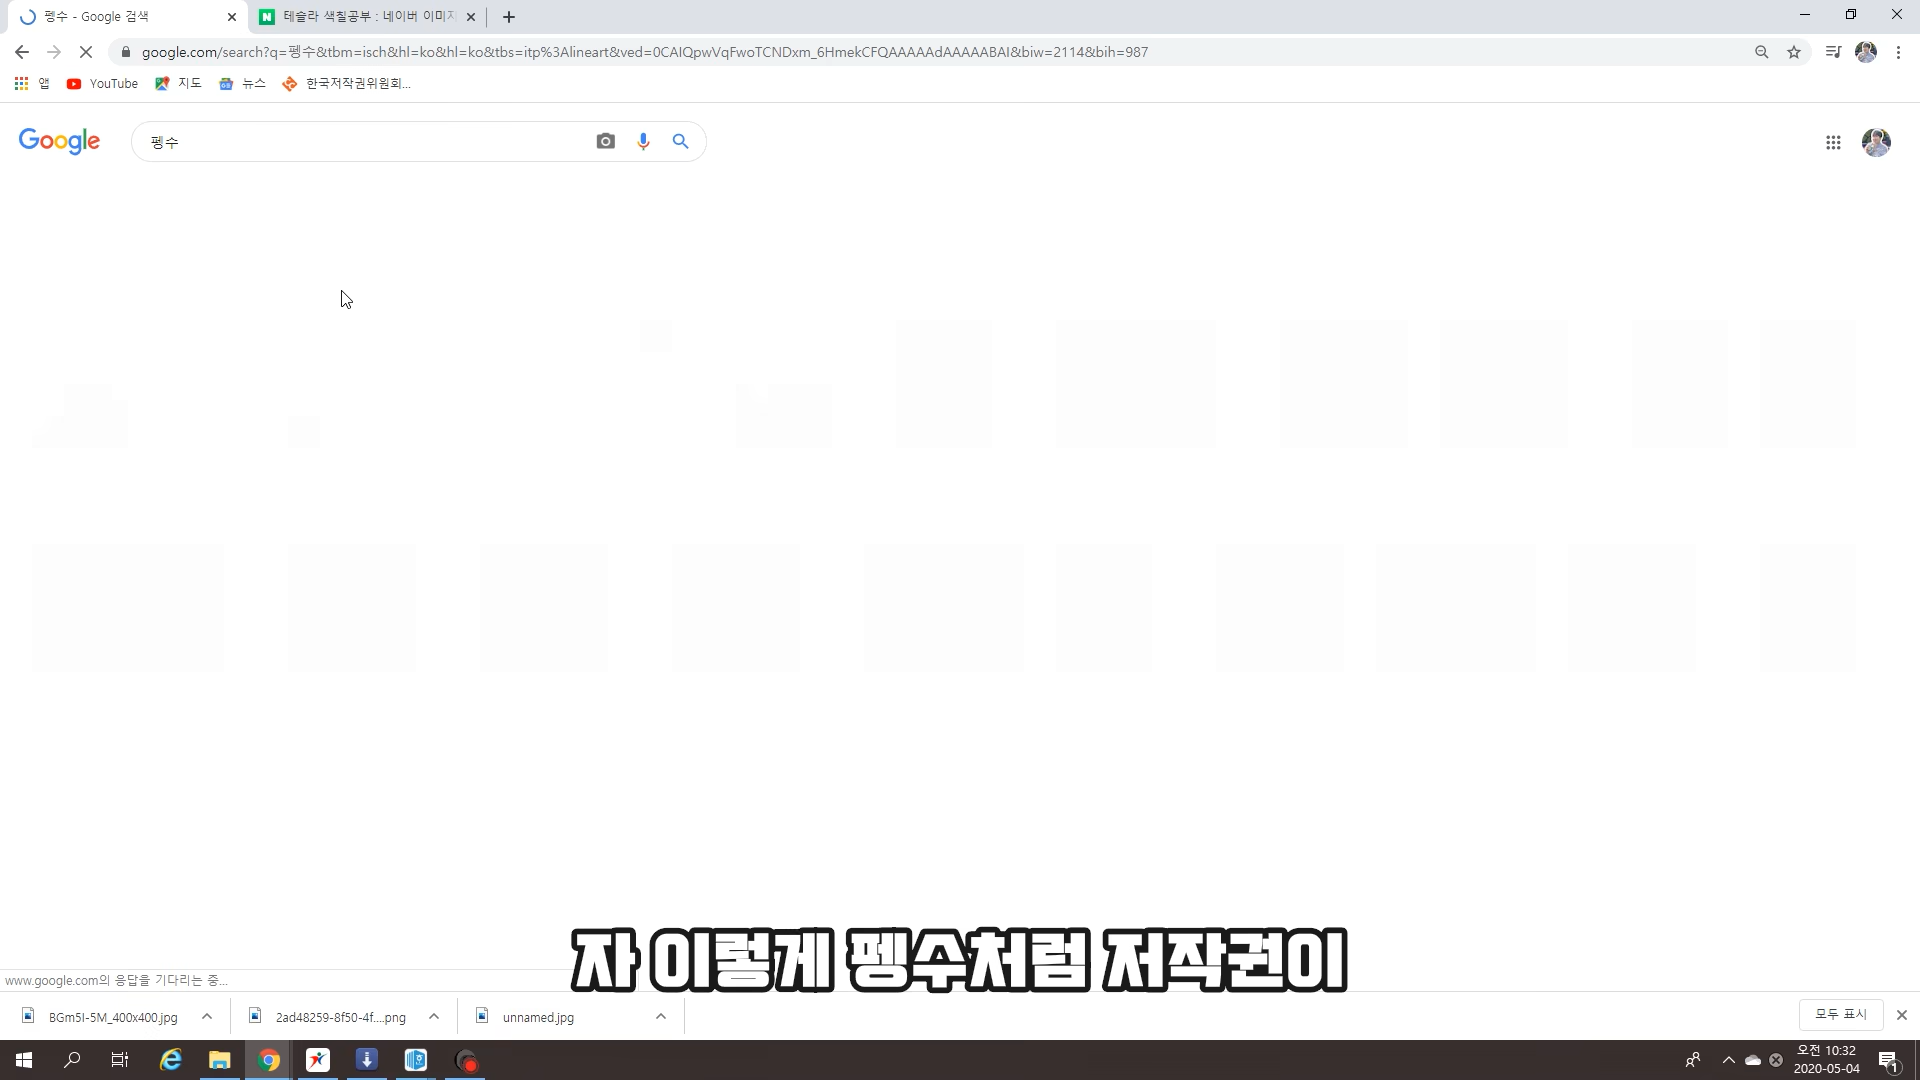 펭수 - Google 검색
테슬라 색칠공부 : 네이버 이미지
google.com/search?q=펭수&tbm=isch&hl=ko&hl=ko&tbs=itp%3Alineart&ved=0CAIQpwVqFwoTCNDxm_6HmekCFQAAAAAdAAAAABAI&biw=2114&bih=987
앱
YouTube
지도
뉴스
한국저작권위원회...
Google
펭수
자 이렇게 펭수처럼 저작권이
www.google.com의 응답을 기다리는 중...
BGm5I-5M_400x400.jpg
2ad48259-8f50-4f....png
unnamed.jpg
모두 표시
오전 10:32
2020-05-04
1